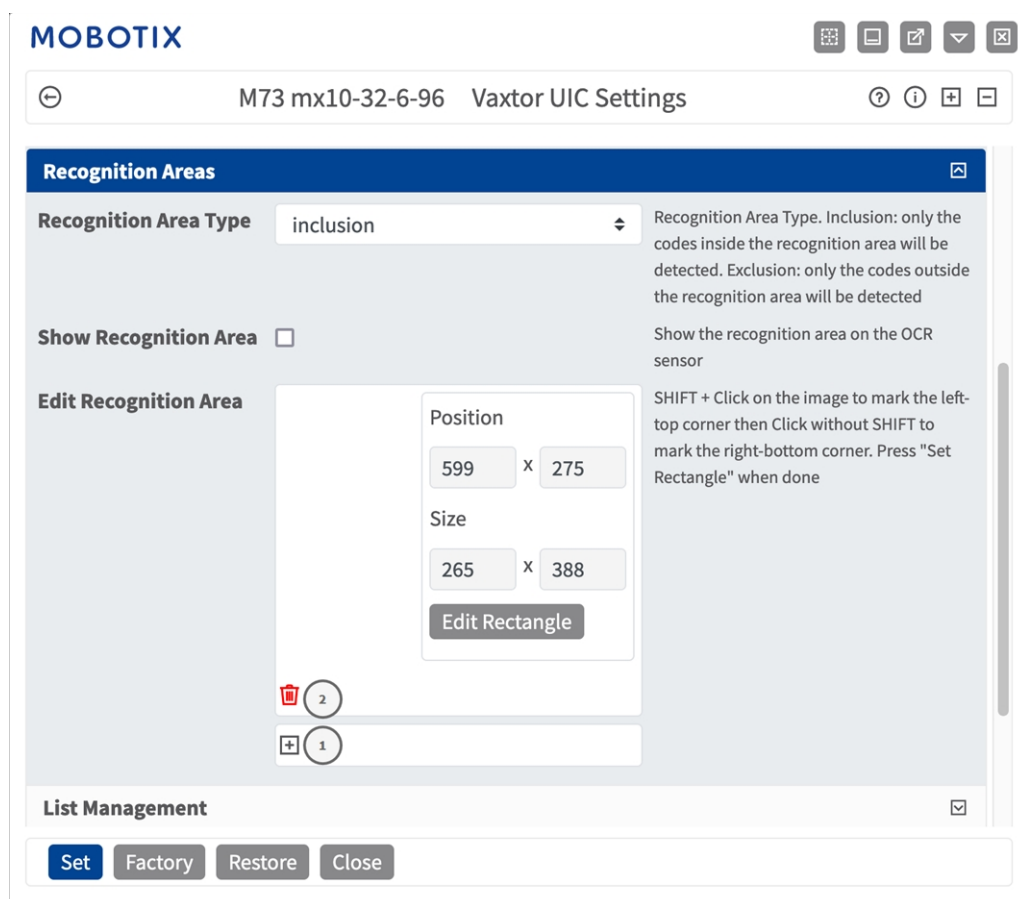 MOBOTIX
M73 mx10-32-6-96 Vaxtor UIC Settings
Recognition Areas
Recognition Area Type
inclusion
Recognition Area Type. Inclusion: only the
codes inside the recognition area will be
detected. Exclusion: only the codes outside
the recognition area will be detected
Show Recognition Area
Show the recognition area on the OCR
sensor
Edit Recognition Area
Position
599 x 275
Size
265 x 388
Edit Rectangle
SHIFT + Click on the image to mark the left-
top corner then Click without SHIFT to
mark the right-bottom corner. Press "Set
Rectangle" when done
2
1
List Management
Set Factory Restore Close